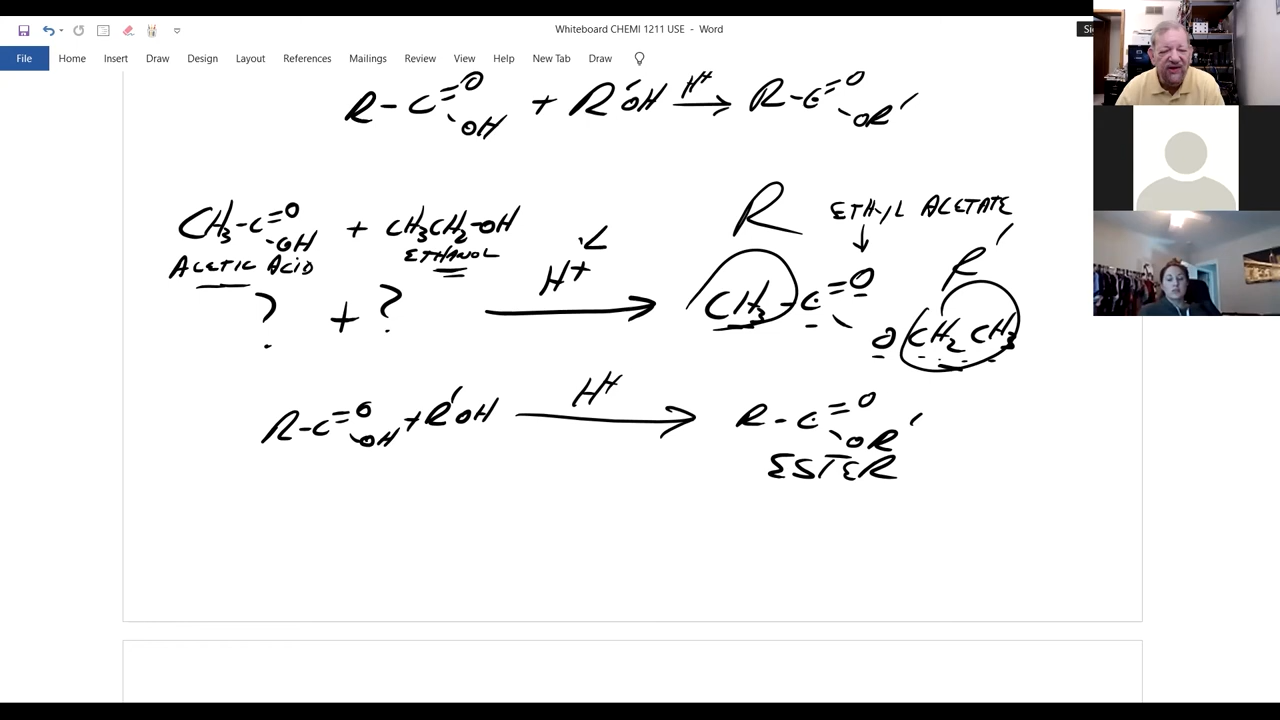 Whiteboard CHEMI 1211 USE - Word
File Home Insert Draw Design Layout References Mailings Review View Help New Tab Draw
R-C=O
-OH
+ R'OH H+ → R-C=O
-OR'
CH3-C=O
-OH
+ CH3CH2-OH
ACETIC ACID
ETHANOL
? + ?
H+
R
ETHYL ACETATE
R'
CH3-C=O
OCH2CH3
R-C=O
-OH
+R'OH
H+
R-C=O
-OR'
ESTER